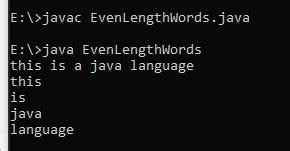 E:\>javac EvenLengthWords.java
E:\>java EvenLengthWords
this is a java language
this
is
java
language